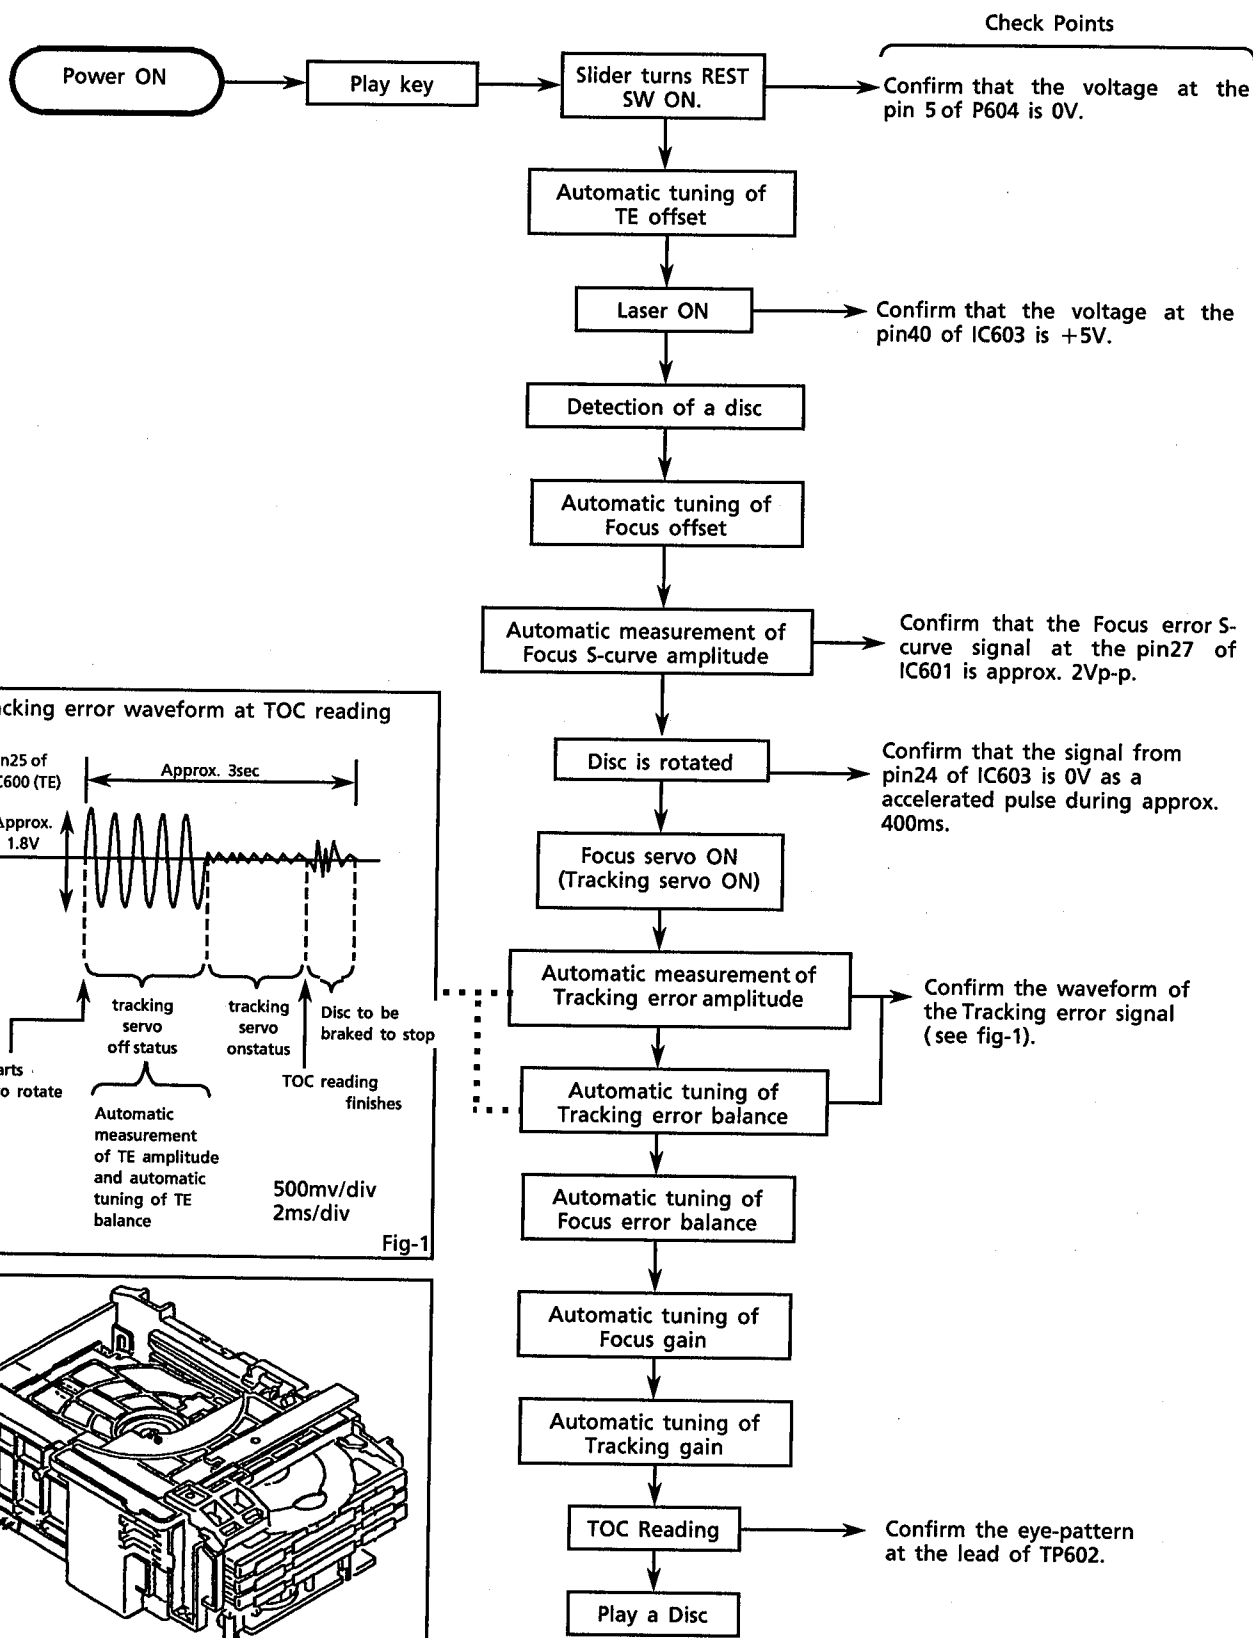 Check Points
Power ON
Play key
Slider turns REST
SW ON.
Confirm that the voltage at the
pin 5 of P604 is 0V.
Automatic tuning of
TE offset
Laser ON
Confirm that the voltage at the
pin40 of IC603 is +5V.
Detection of a disc
Automatic tuning of
Focus offset
Automatic measurement of
Focus S-curve amplitude
Confirm that the Focus error S-
curve signal at the pin27 of
IC601 is approx. 2Vp-p.
Disc is rotated
Confirm that the signal from
pin24 of IC603 is 0V as a
accelerated pulse during approx.
400ms.
Focus servo ON
(Tracking servo ON)
Automatic measurement of
Tracking error amplitude
Confirm the waveform of
the Tracking error signal
(see fig-1).
Automatic tuning of
Tracking error balance
Automatic tuning of
Focus error balance
Automatic tuning of
Focus gain
Automatic tuning of
Tracking gain
TOC Reading
Confirm the eye-pattern
at the lead of TP602.
Play a Disc
error waveform at TOC reading
of
(TE)
Approx. 3sec
Approx.
1.8V
tracking
servo
off status
tracking
servo
onstatus
Disc to be
braked to stop
rotate
TOC reading
finishes
Automatic
measurement
of TE amplitude
and automatic
tuning of TE
balance
500mv/div
2ms/div
Fig-1